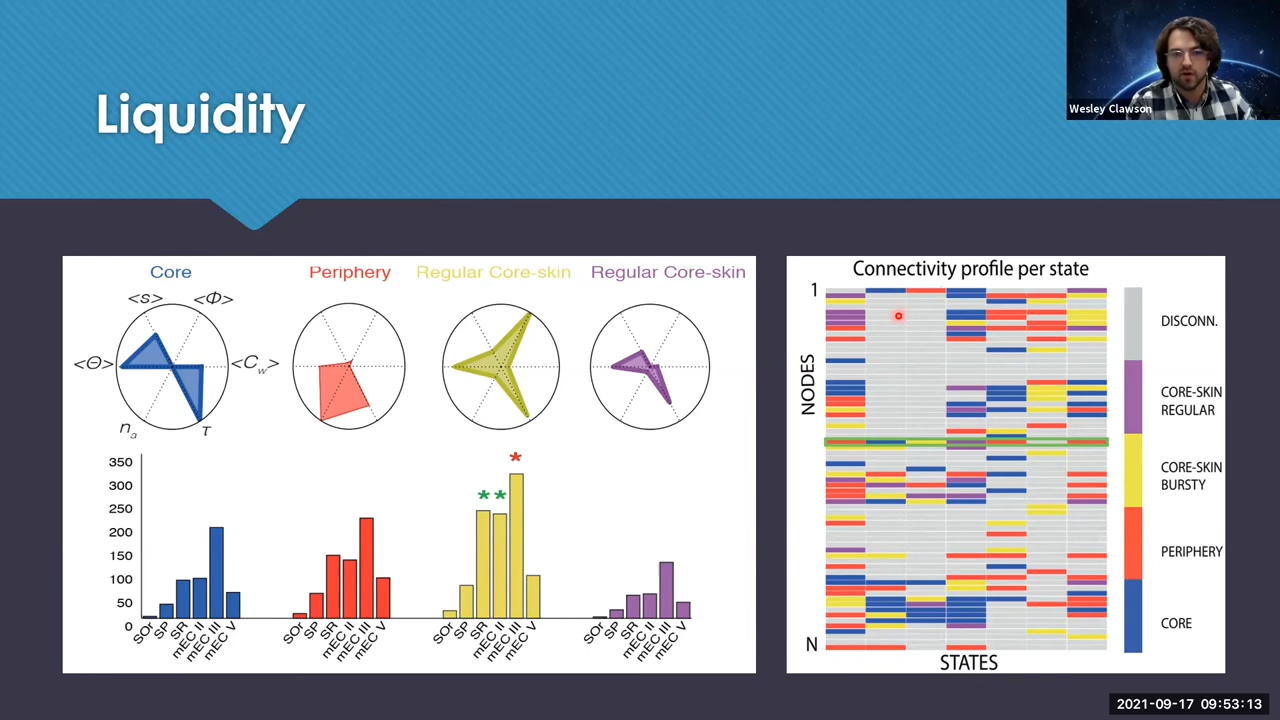 Liquidity
Wesley Clawson
Core
Periphery
Regular Core-skin
Regular Core-skin
<s>
<Φ>
<Θ>
<C_w>
n_a
τ
350
300
250
200
150
100
50
0
* * *
SOr SP SR mEC II mEC III mEC V
SOr SP SR mEC II mEC III mEC V
SOr SP SR mEC II mEC III mEC V
SOr SP SR mEC II mEC III mEC V
Connectivity profile per state
1
NODES
N
STATES
DISCONN.
CORE-SKIN
REGULAR
CORE-SKIN
BURSTY
PERIPHERY
CORE
2021-09-17 09:53:13